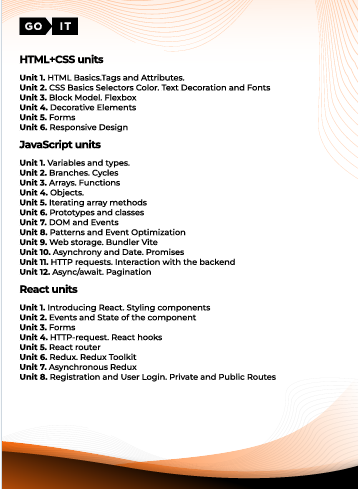 GO IT
HTML+CSS units
Unit 1. HTML Basics.Tags and Attributes.
Unit 2. CSS Basics Selectors Color. Text Decoration and Fonts
Unit 3. Block Model. Flexbox
Unit 4. Decorative Elements
Unit 5. Forms
Unit 6. Responsive Design
JavaScript units
Unit 1. Variables and types.
Unit 2. Branches. Cycles
Unit 3. Arrays. Functions
Unit 4. Objects.
Unit 5. Iterating array methods
Unit 6. Prototypes and classes
Unit 7. DOM and Events
Unit 8. Patterns and Event Optimization
Unit 9. Web storage. Bundler Vite
Unit 10. Asynchrony and Date. Promises
Unit 11. HTTP requests. Interaction with the backend
Unit 12. Async/await. Pagination
React units
Unit 1. Introducing React. Styling components
Unit 2. Events and State of the component
Unit 3. Forms
Unit 4. HTTP-request. React hooks
Unit 5. React router
Unit 6. Redux. Redux Toolkit
Unit 7. Asynchronous Redux
Unit 8. Registration and User Login. Private and Public Routes